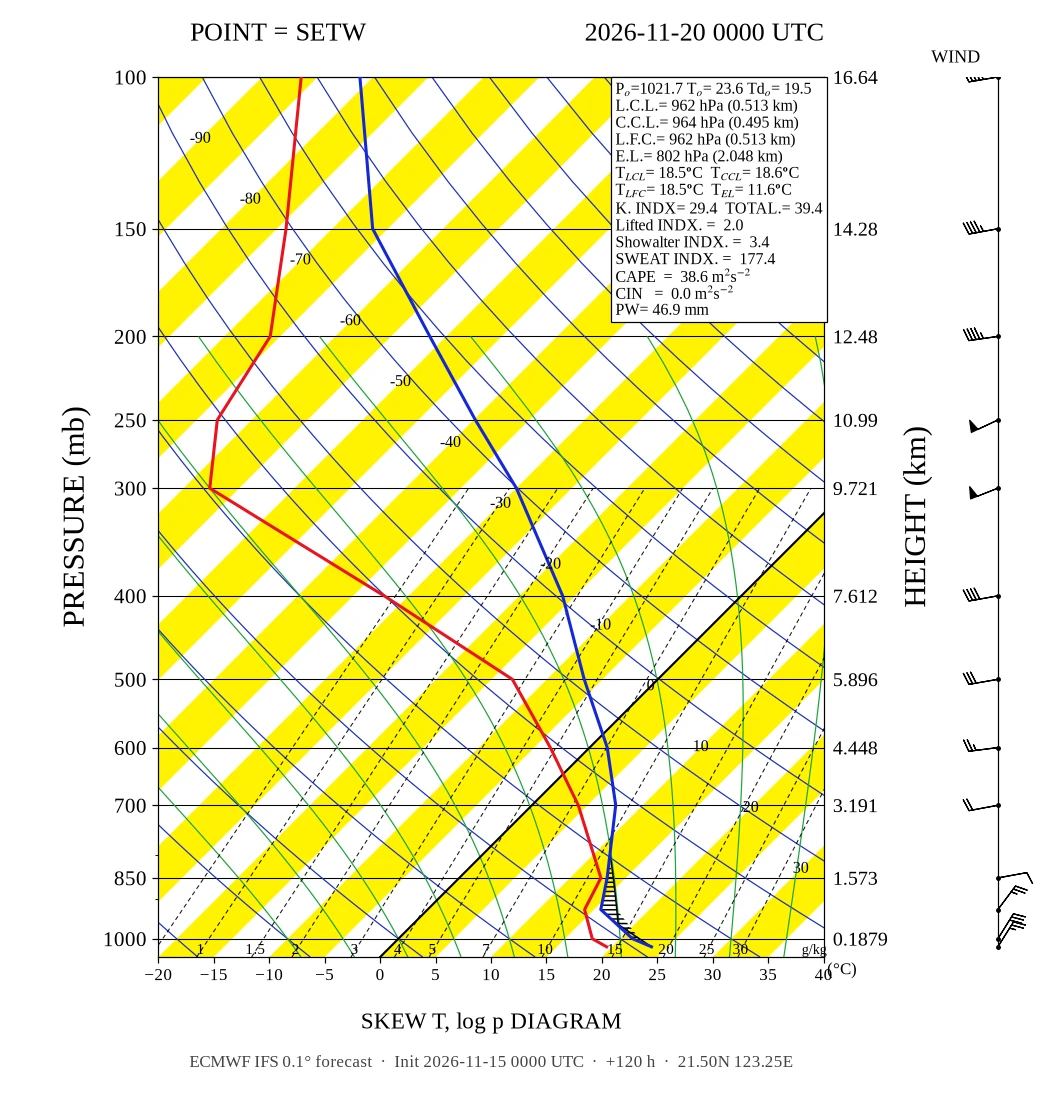 POINT = SETW 2026-11-20 0000 UTC
WIND
100 16.64
Pₒ=1021.7 Tₒ= 23.6 Tdₒ= 19.5
L.C.L.= 962 hPa (0.513 km)
C.C.L.= 964 hPa (0.495 km)
L.F.C.= 962 hPa (0.513 km)
E.L.= 802 hPa (2.048 km)
T_LCL= 18.5°C T_CCL= 18.6°C
T_LFC= 18.5°C T_EL= 11.6°C
K. INDX= 29.4 TOTAL.= 39.4
Lifted INDX. = 2.0
Showalter INDX. = 3.4
SWEAT INDX. = 177.4
CAPE = 38.6 m²s⁻²
CIN = 0.0 m²s⁻²
PW= 46.9 mm
-90
-80
150 14.28
-70
-60
200 12.48
-50
250 10.99
-40
300 9.721
-30
PRESSURE (mb)
HEIGHT (km)
-20
400 7.612
-10
500 5.896
0
10
600 4.448
700 20 3.191
30
850 1.573
1000 0.1879
1 1.5 2 3 4 5 7 10 15 20 25 30 g/kg
−20 −15 −10 −5 0 5 10 15 20 25 30 35 40 (°C)
SKEW T, log p DIAGRAM
ECMWF IFS 0.1° forecast · Init 2026-11-15 0000 UTC · +120 h · 21.50N 123.25E